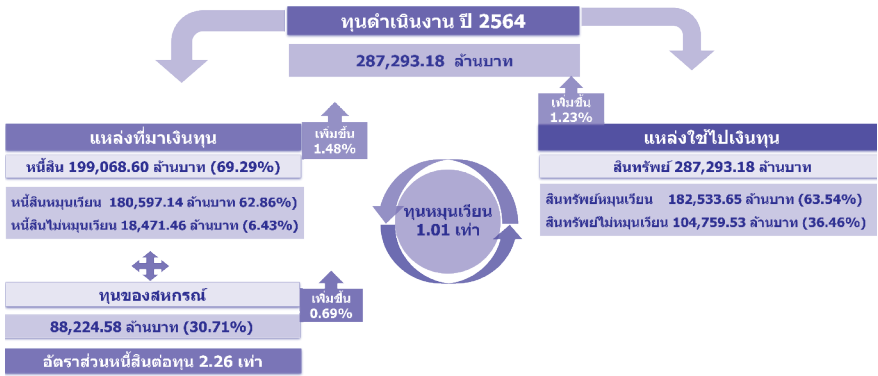 ทุนดำเนินงาน ปี 2564
287,293.18 ล้านบาท
เพิ่มขึ้น
1.23%
แหล่งที่มาเงินทุน
เพิ่มขึ้น
1.48%
หนี้สิน 199,068.60 ล้านบาท (69.29%)
หนี้สินหมุนเวียน 180,597.14 ล้านบาท 62.86%)
หนี้สินไม่หมุนเวียน 18,471.46 ล้านบาท (6.43%)
ทุนหมุนเวียน
1.01 เท่า
แหล่งใช้ไปเงินทุน
สินทรัพย์ 287,293.18 ล้านบาท
สินทรัพย์หมุนเวียน 182,533.65 ล้านบาท (63.54%)
สินทรัพย์ไม่หมุนเวียน 104,759.53 ล้านบาท (36.46%)
ทุนของสหกรณ์
เพิ่มขึ้น
0.69%
88,224.58 ล้านบาท (30.71%)
อัตราส่วนหนี้สินต่อทุน 2.26 เท่า